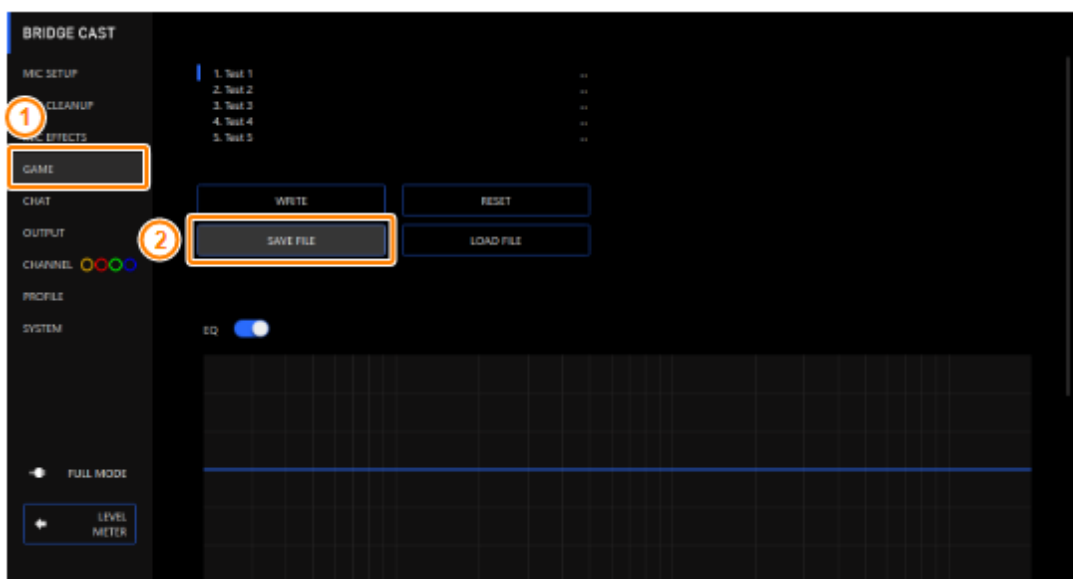 BRIDGE CAST
MIC SETUP
CLEANUP
1
EFFECTS
GAME
CHAT
OUTPUT
CHANNEL
PROFILE
SYSTEM
FULL MODE
LEVEL
METER
1. Test 1
2. Test 2
3. Test 3
4. Test 4
5. Test 5
WRITE
RESET
2
SAVE FILE
LOAD FILE
EQ